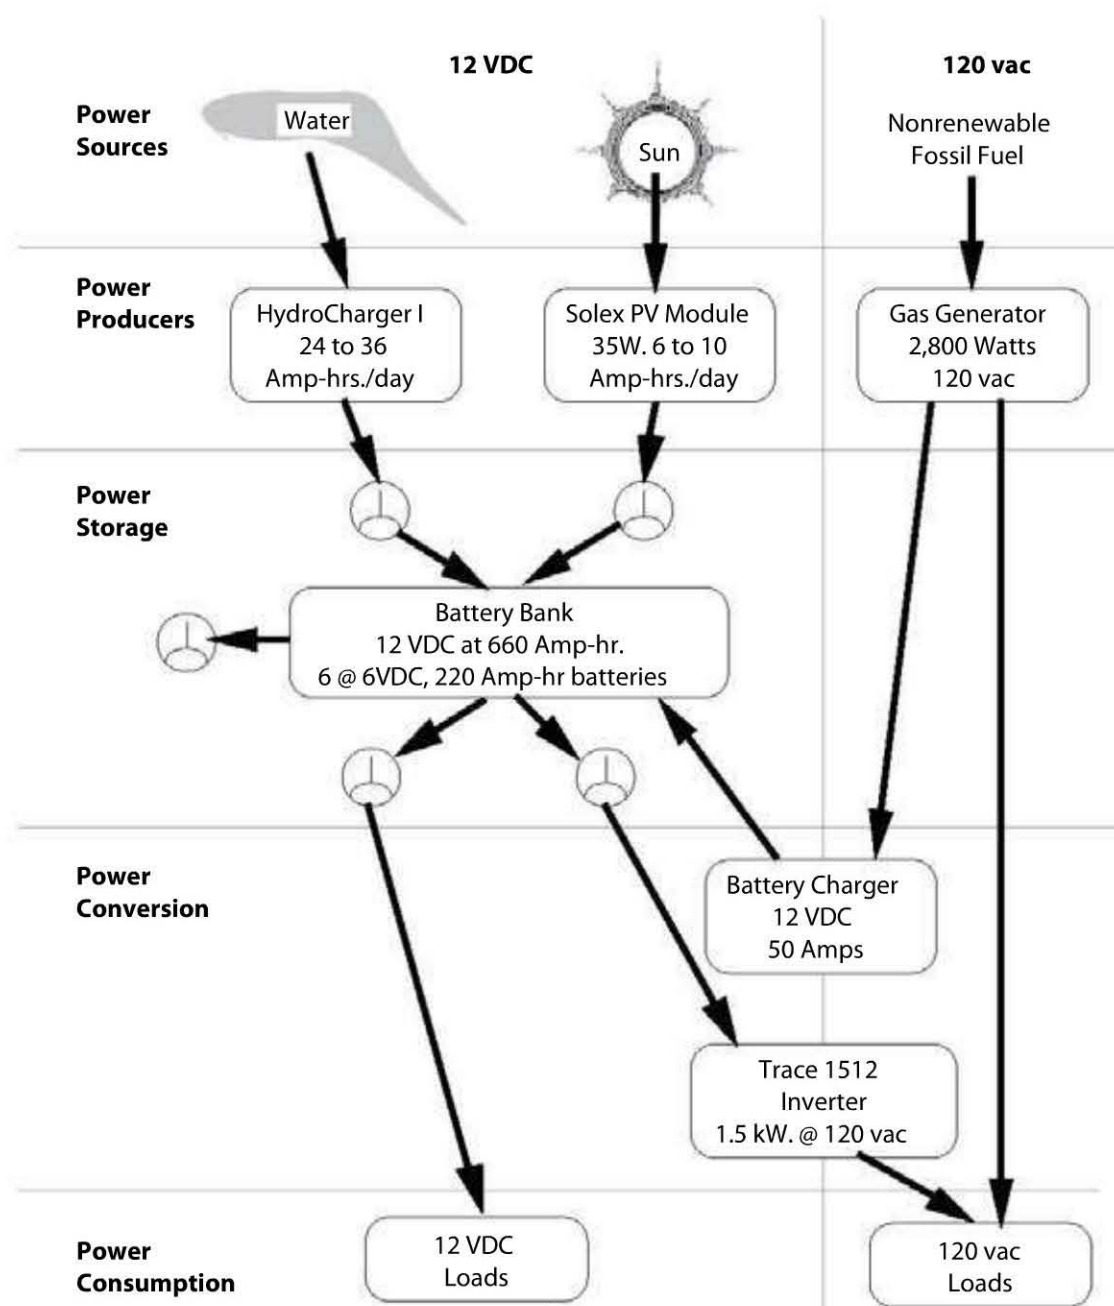 12 VDC
120 vac
Power
Sources
Water
Sun
Nonrenewable
Fossil Fuel
Power
Producers
HydroCharger I
24 to 36
Amp-hrs./day
Solex PV Module
35W. 6 to 10
Amp-hrs./day
Gas Generator
2,800 Watts
120 vac
Power
Storage
Battery Bank
12 VDC at 660 Amp-hr.
6 @ 6VDC, 220 Amp-hr batteries
Power
Conversion
Battery Charger
12 VDC
50 Amps
Trace 1512
Inverter
1.5 kW. @ 120 vac
Power
Consumption
12 VDC
Loads
120 vac
Loads